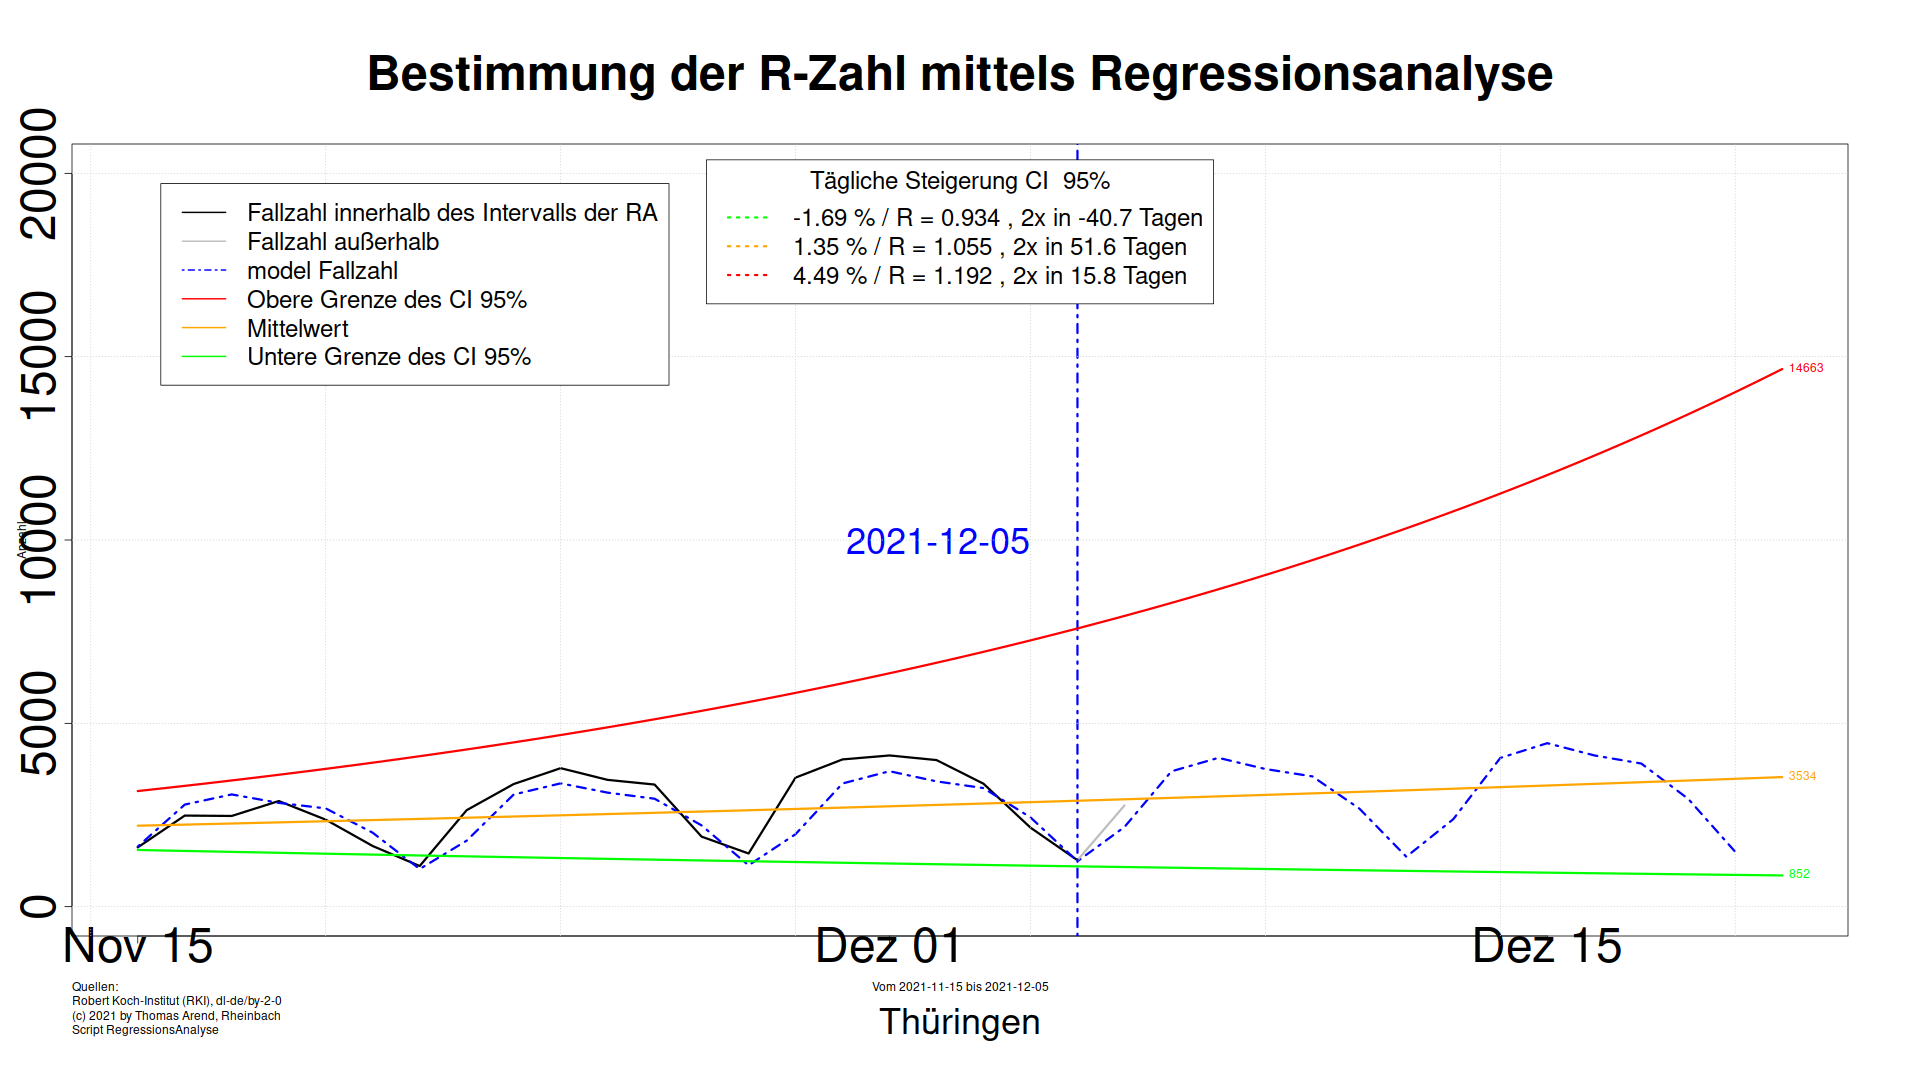 Bestimmung der R-Zahl mittels Regressionsanalyse
20000
15000
10000
5000
0
Anzahl
Fallzahl innerhalb des Intervalls der RA
Fallzahl außerhalb
model Fallzahl
Obere Grenze des CI 95%
Mittelwert
Untere Grenze des CI 95%
Tägliche Steigerung CI  95%
-1.69 % / R = 0.934 , 2x in -40.7 Tagen
1.35 % / R = 1.055 , 2x in 51.6 Tagen
4.49 % / R = 1.192 , 2x in 15.8 Tagen
14663
2021-12-05
3534
852
Nov 15
Dez 01
Dez 15
Quellen:
Robert Koch-Institut (RKI), dl-de/by-2-0
(c) 2021 by Thomas Arend, Rheinbach
Script RegressionsAnalyse
Vom 2021-11-15 bis 2021-12-05
Thüringen